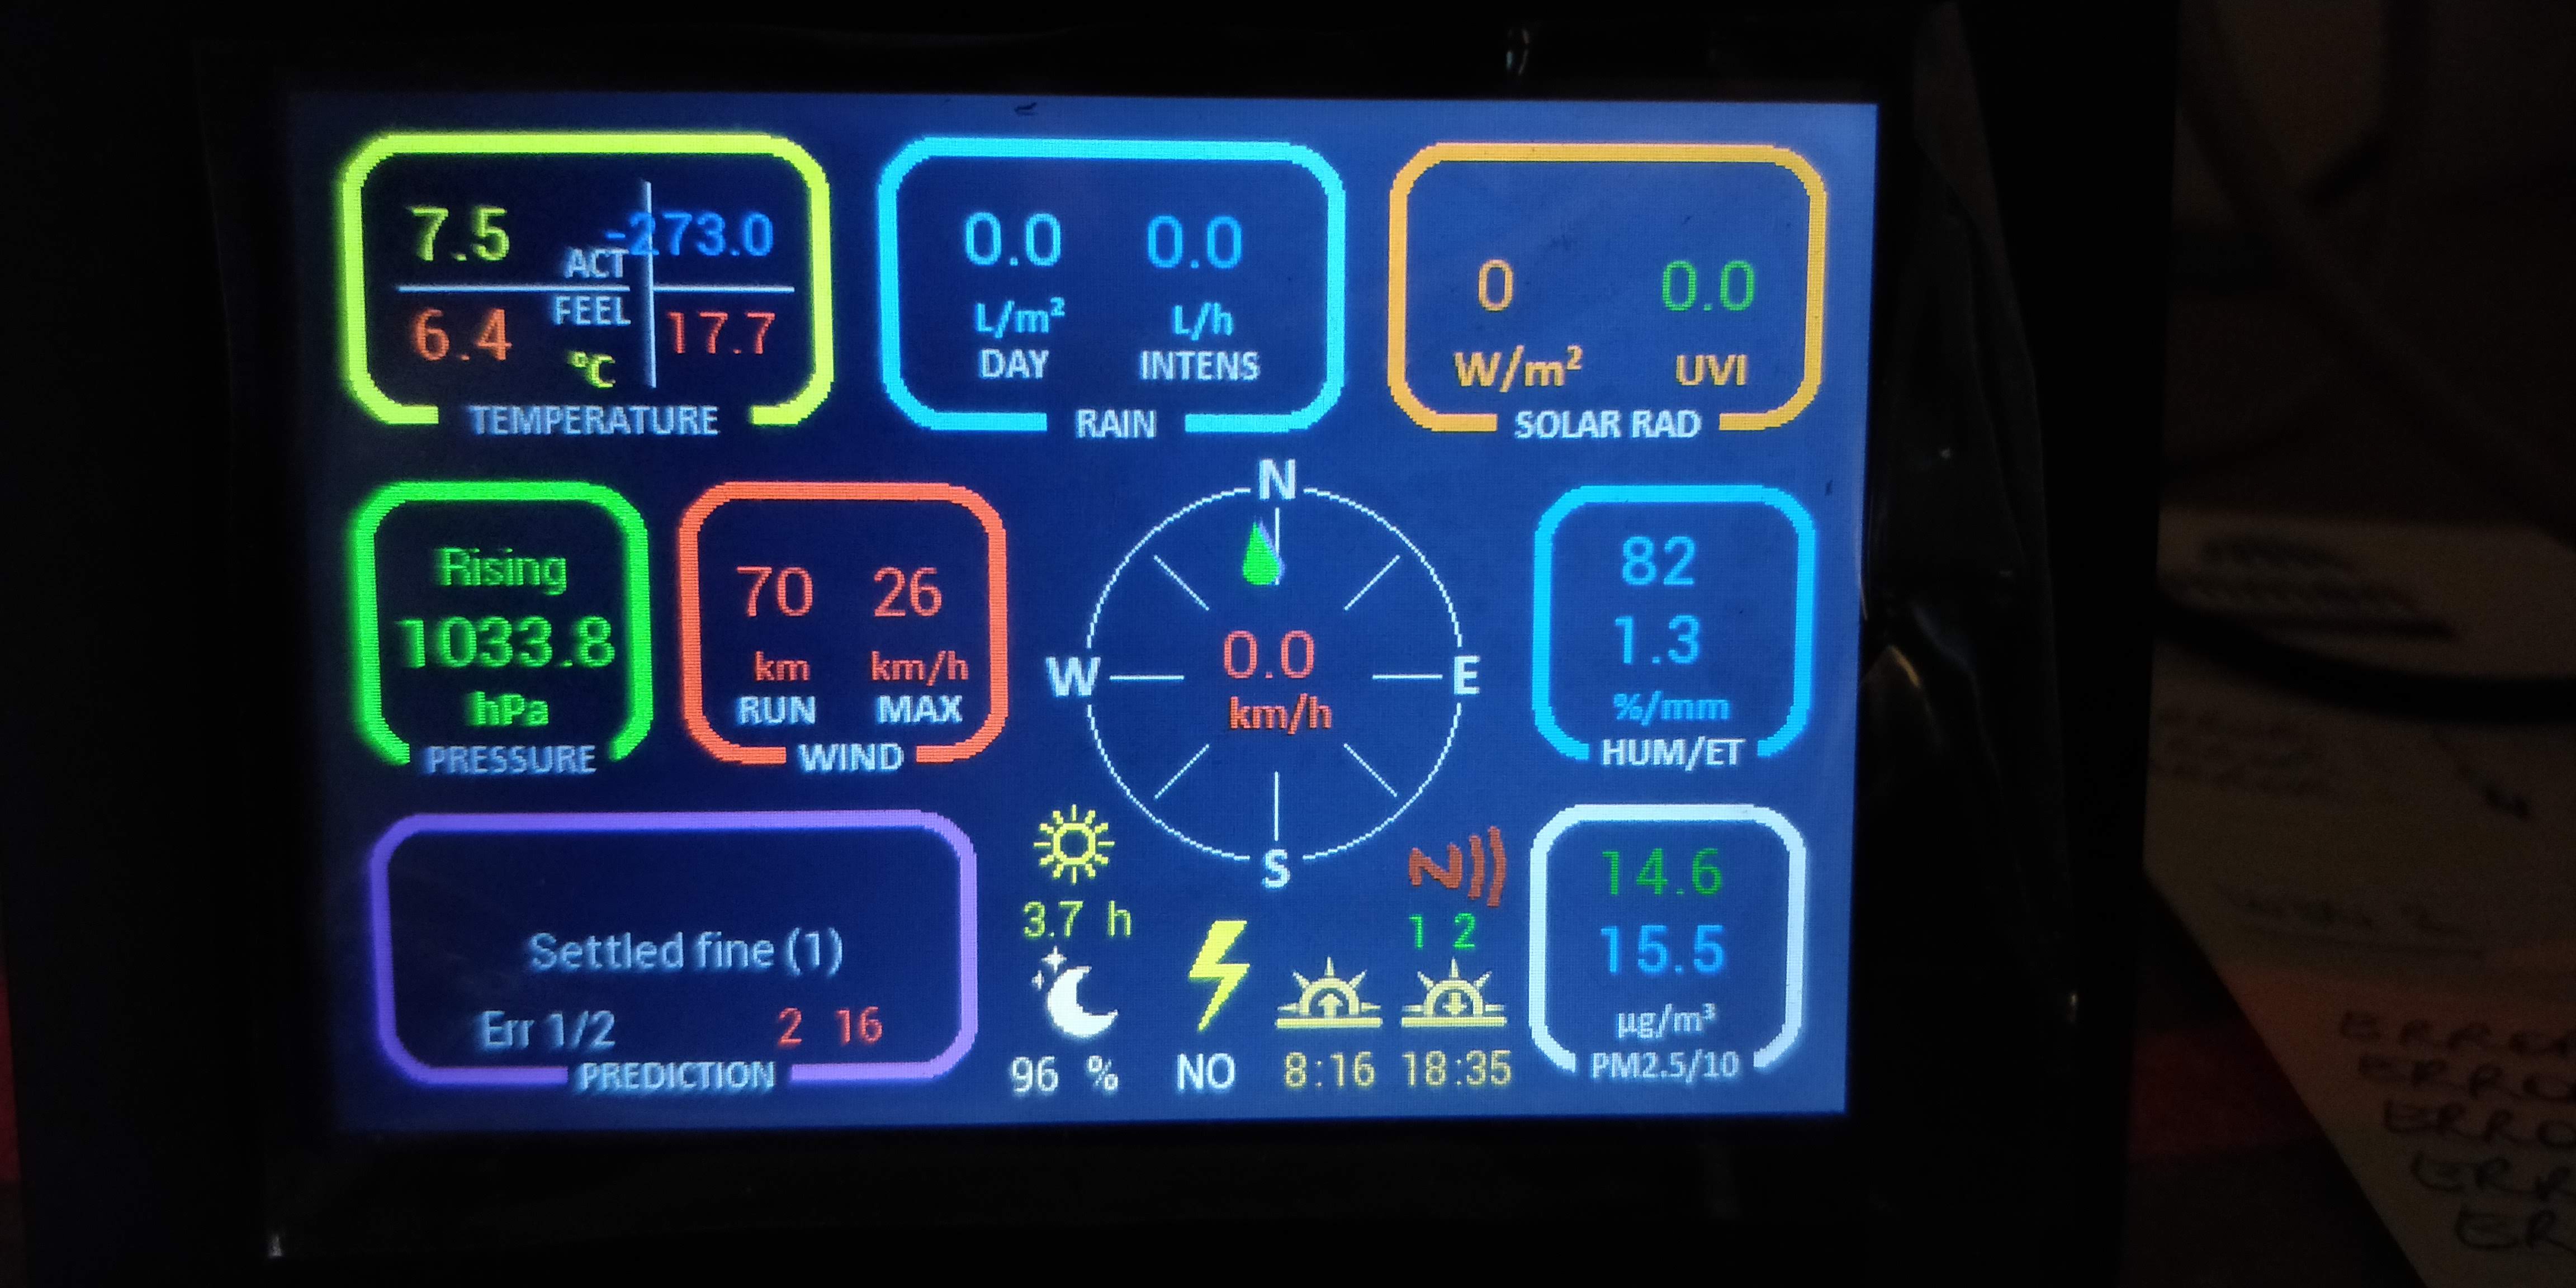 7.5 -273.0
ACT
FEEL
6.4 17.7
°C
TEMPERATURE
0.0 0.0
L/m² L/h
DAY INTENS
RAIN
0 0.0
W/m² UVI
SOLAR RAD
Rising
1033.8
hPa
PRESSURE
70 26
km km/h
RUN MAX
WIND
N
W E
0.0
km/h
S
82
1.3
%/mm
HUM/ET
Settled fine (1)
Err 1/2 2 16
PREDICTION
3.7 h
96 %
NO
8:16 18:35
1 2
14.6
15.5
µg/m³
PM2.5/10